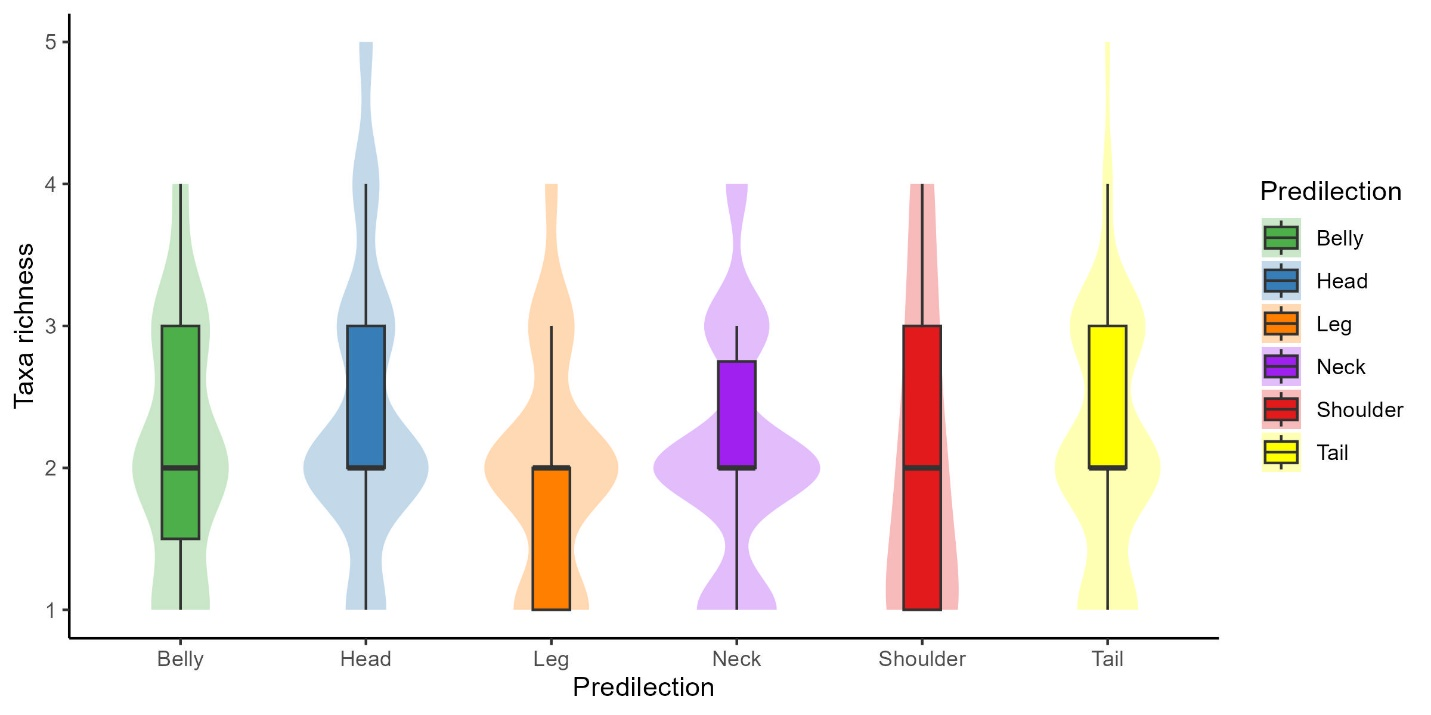 Taxa richness
5
4
3
2
1
Belly
Head
Leg
Neck
Shoulder
Tail
Predilection
Predilection
Belly
Head
Leg
Neck
Shoulder
Tail